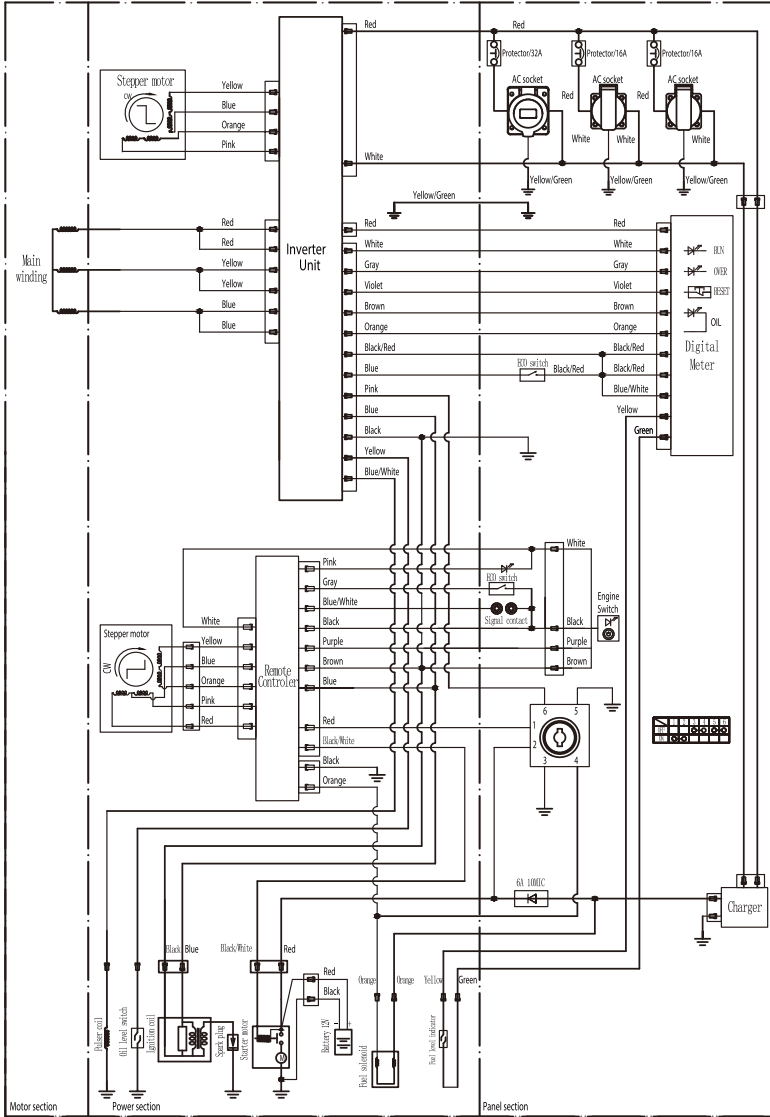 Red
Red
Protector/32A
Protector/16A
Protector/16A
Stepper motor
CW
Yellow
Blue
Orange
Pink
AC socket
AC socket
AC socket
Red
Red
White
White
White
White
Yellow/Green
Yellow/Green
Yellow/Green
Yellow/Green
Main
winding
Red
Red
Yellow
Yellow
Blue
Blue
Inverter
Unit
Red
White
Gray
Violet
Brown
Orange
Black/Red
Blue
Pink
Blue
Black
Yellow
Blue/White
ECO switch
Black/Red
Red
White
Gray
Violet
Brown
Orange
Black/Red
Black/Red
Blue/White
Yellow
Green
RUN
OVER
RESET
OIL
Digital
Meter
Stepper motor
CW
White
Yellow
Blue
Orange
Pink
Red
Remote
Controler
Pink
Gray
Blue/White
Black
Purple
Brown
Blue
Red
Black/White
Black
Orange
ECO switch
Signal contact
White
Black
Purple
Brown
Engine
Switch
6
5
1
2
3
4
6A 10MIC
Charger
Black
Blue
Black/White
Red
Red
Black
Orange
Orange
Yellow
Green
Pulser coil
Oil level switch
Ignition coil
Spark plug
Starter motor
M
Battery 12V
-
+
Fuel solenoid
Fuel level indicator
Motor section
Power section
Panel section